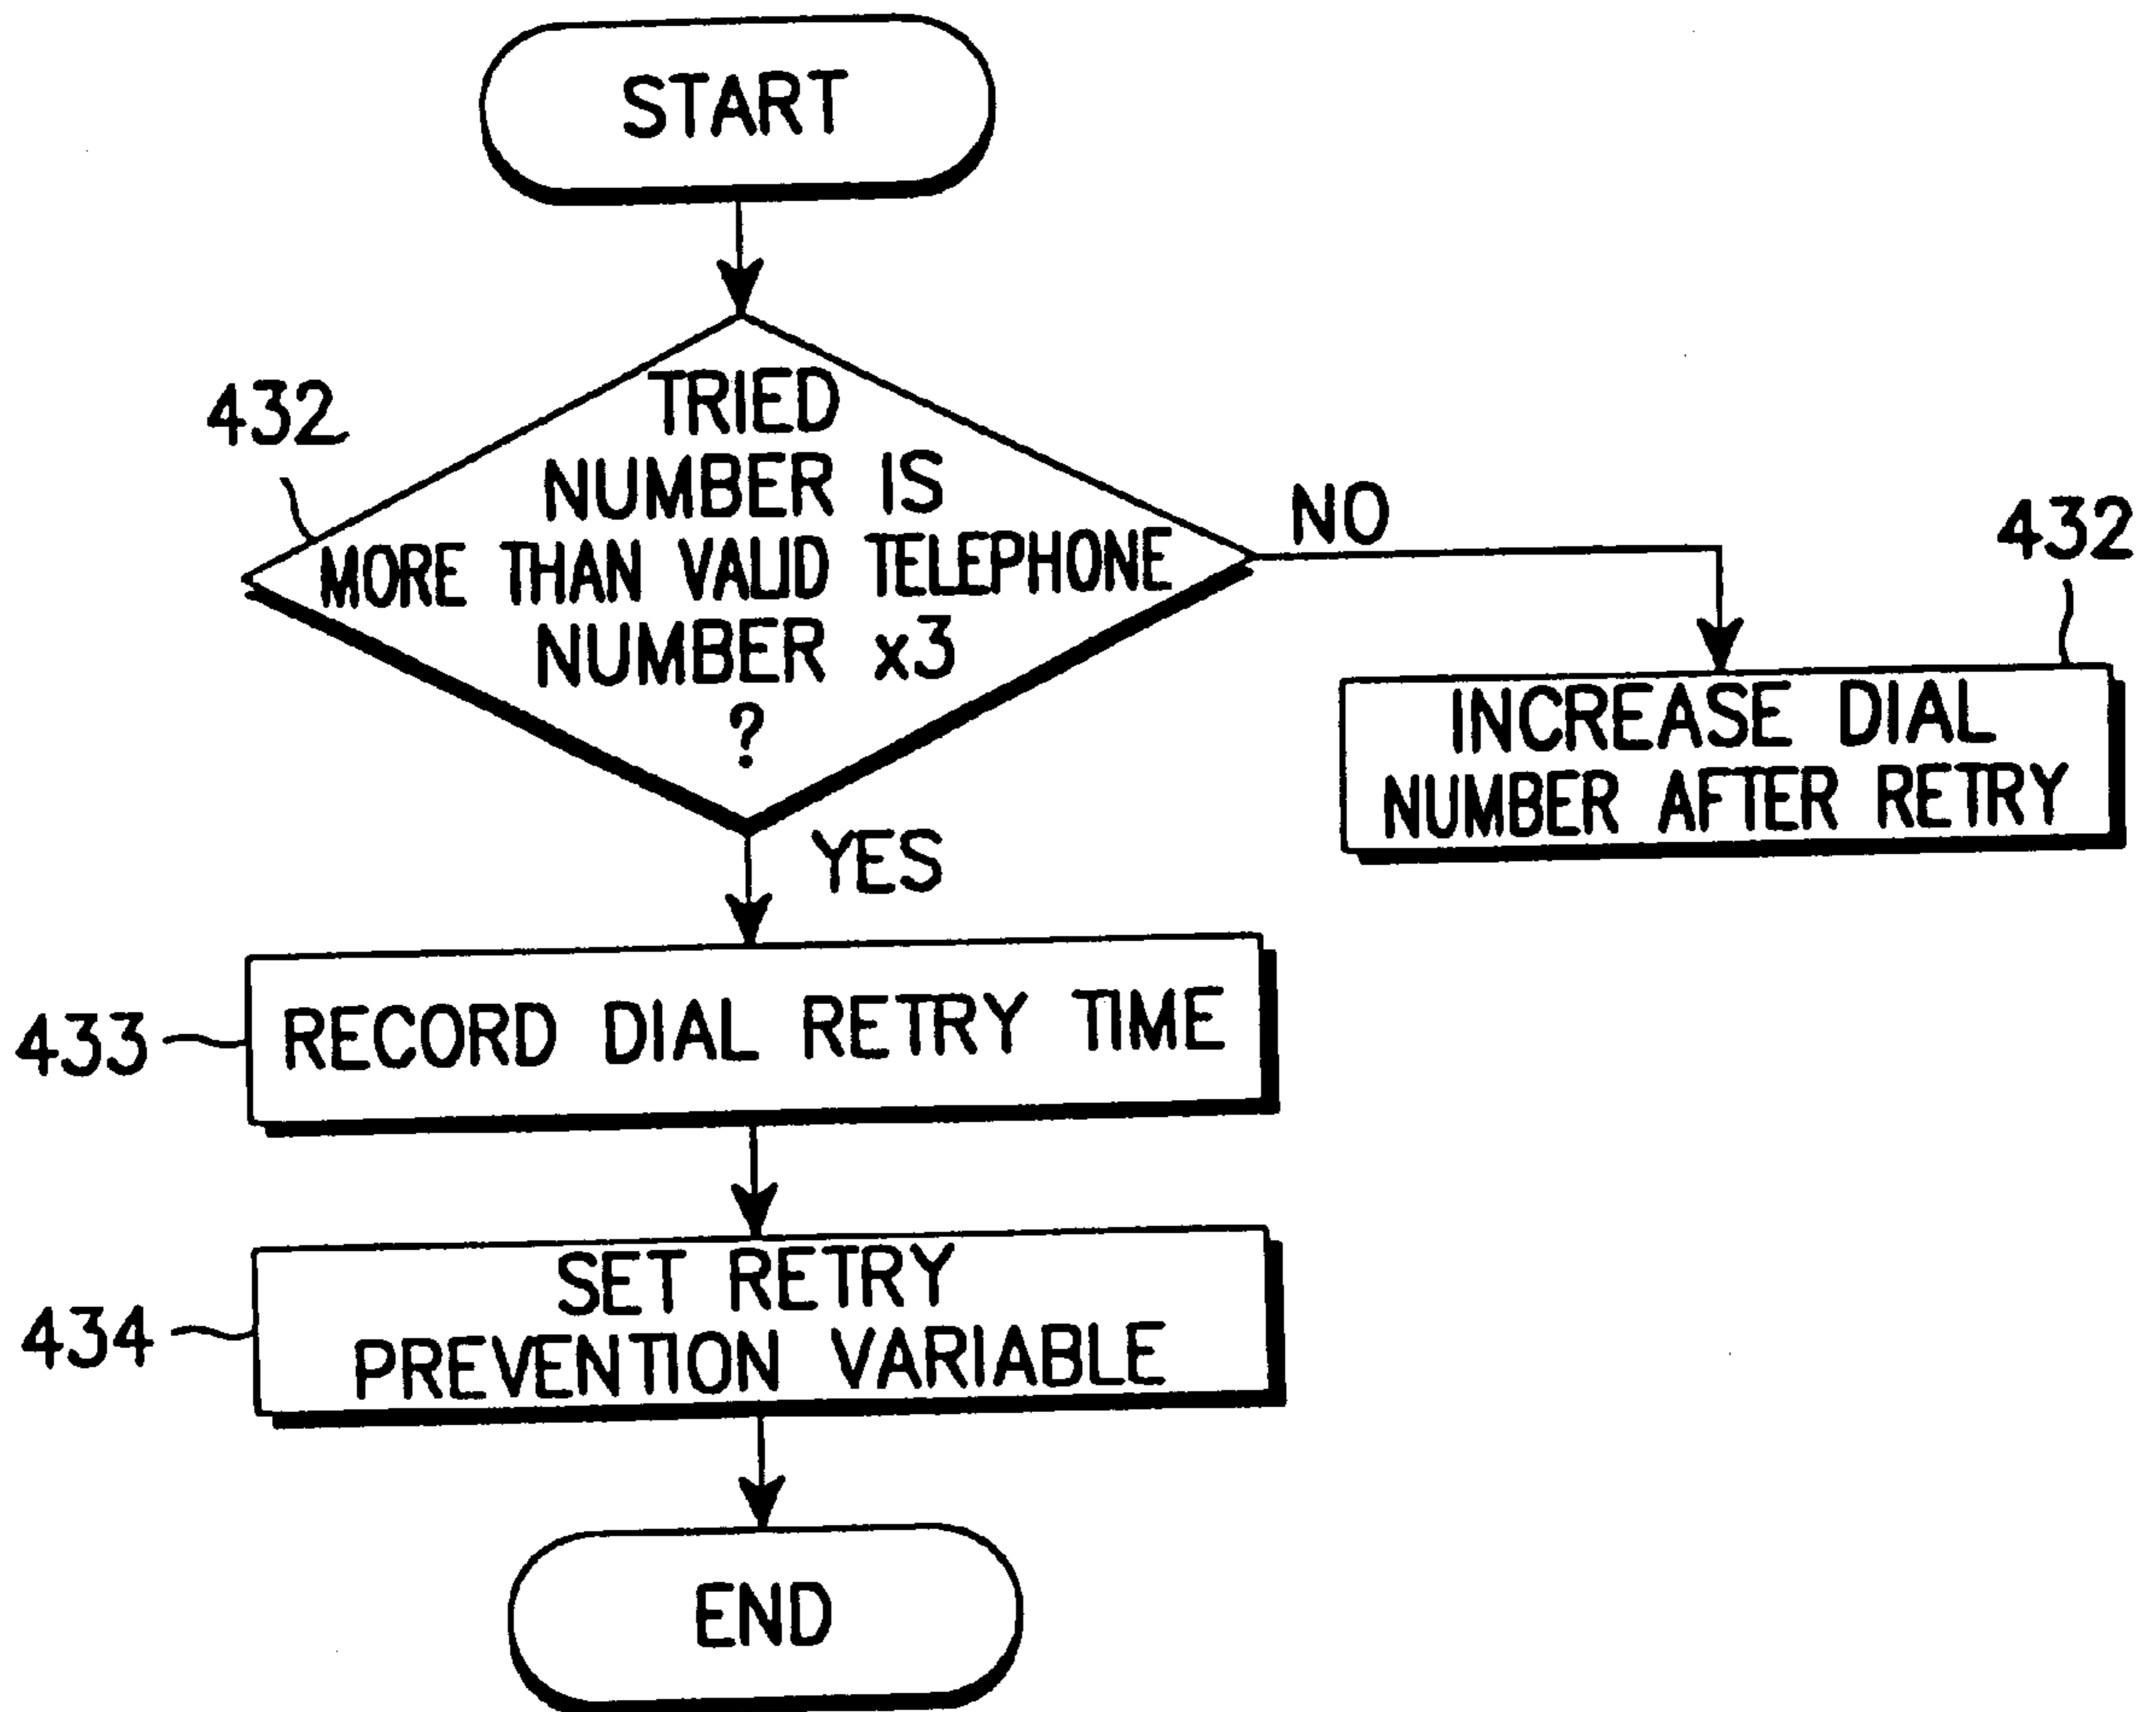 START
432
TRIED
NUMBER IS
MORE THAN VALID TELEPHONE
NUMBER x3
?
NO
432
INCREASE DIAL
NUMBER AFTER RETRY
YES
433
RECORD DIAL RETRY TIME
434
SET RETRY
PREVENTION VARIABLE
END